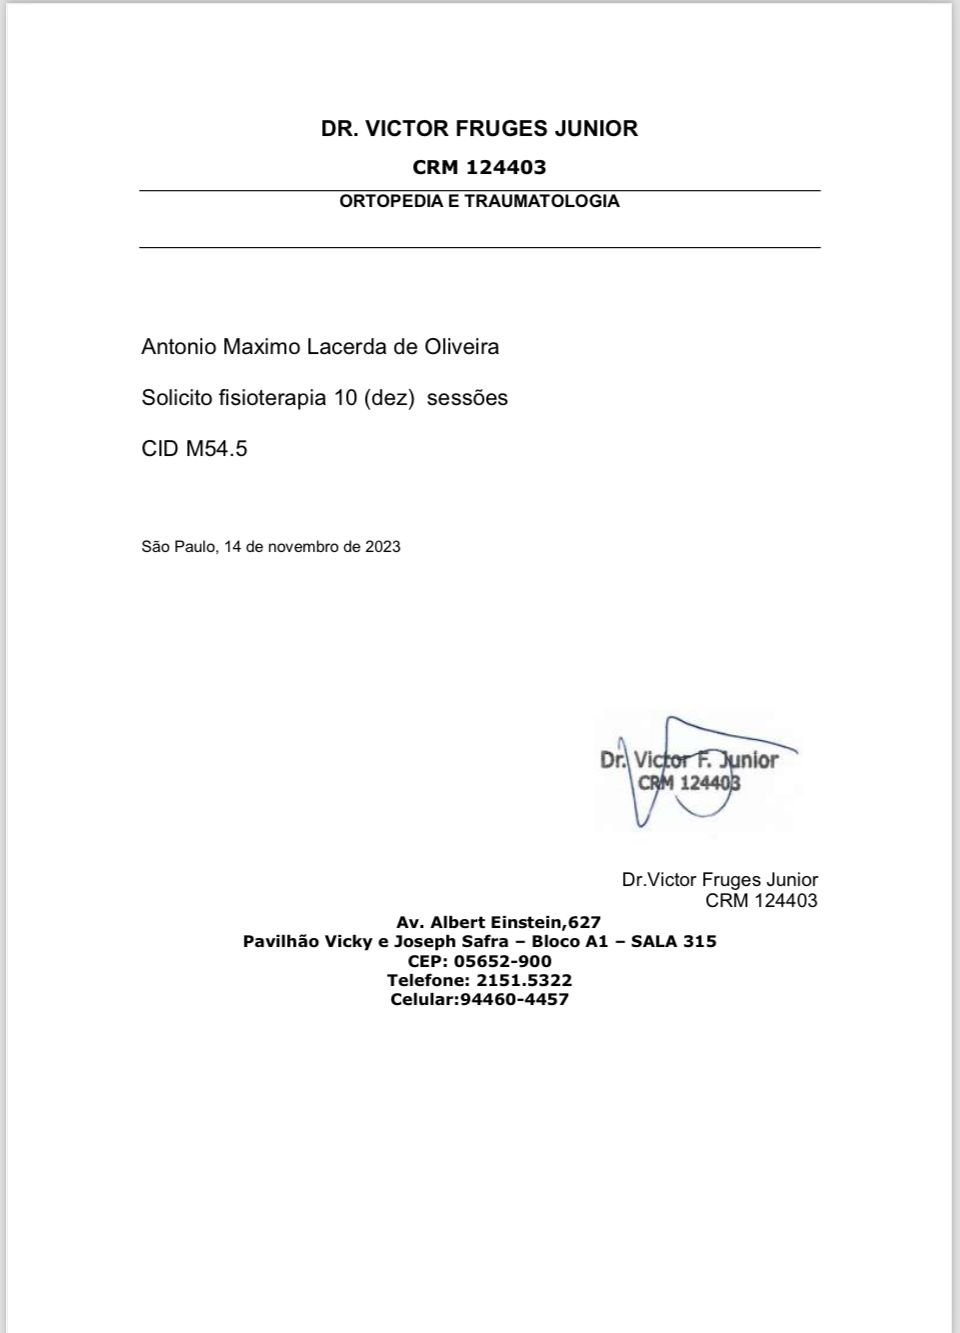 DR. VICTOR FRUGES JUNIOR
CRM 124403
ORTOPEDIA E TRAUMATOLOGIA
Antonio Maximo Lacerda de Oliveira
Solicito fisioterapia 10 (dez)  sessões
CID M54.5
São Paulo, 14 de novembro de 2023
Dr. Victor F. Junior
CRM 124403
Dr.Victor Fruges Junior
CRM 124403
Av. Albert Einstein,627
Pavilhão Vicky e Joseph Safra – Bloco A1 – SALA 315
CEP: 05652-900
Telefone: 2151.5322
Celular:94460-4457